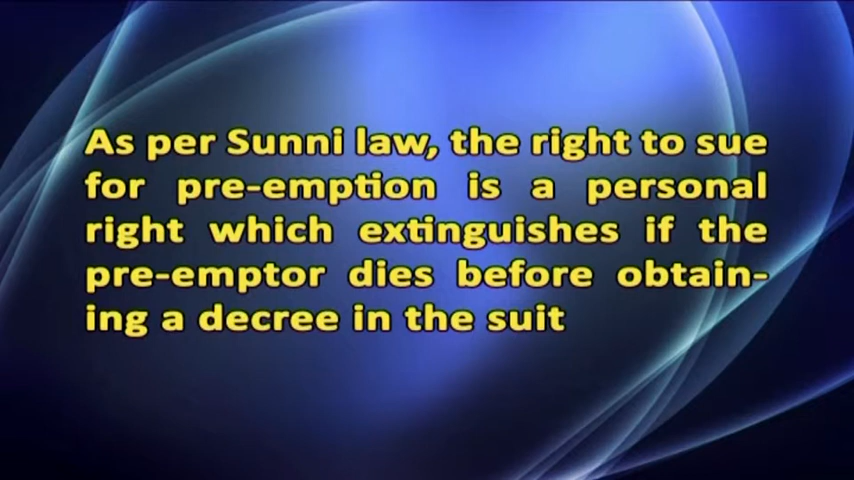 As per Sunni law, the right to sue
for pre-emption is a personal
right which extinguishes if the
pre-emptor dies before obtain-
ing a decree in the suit